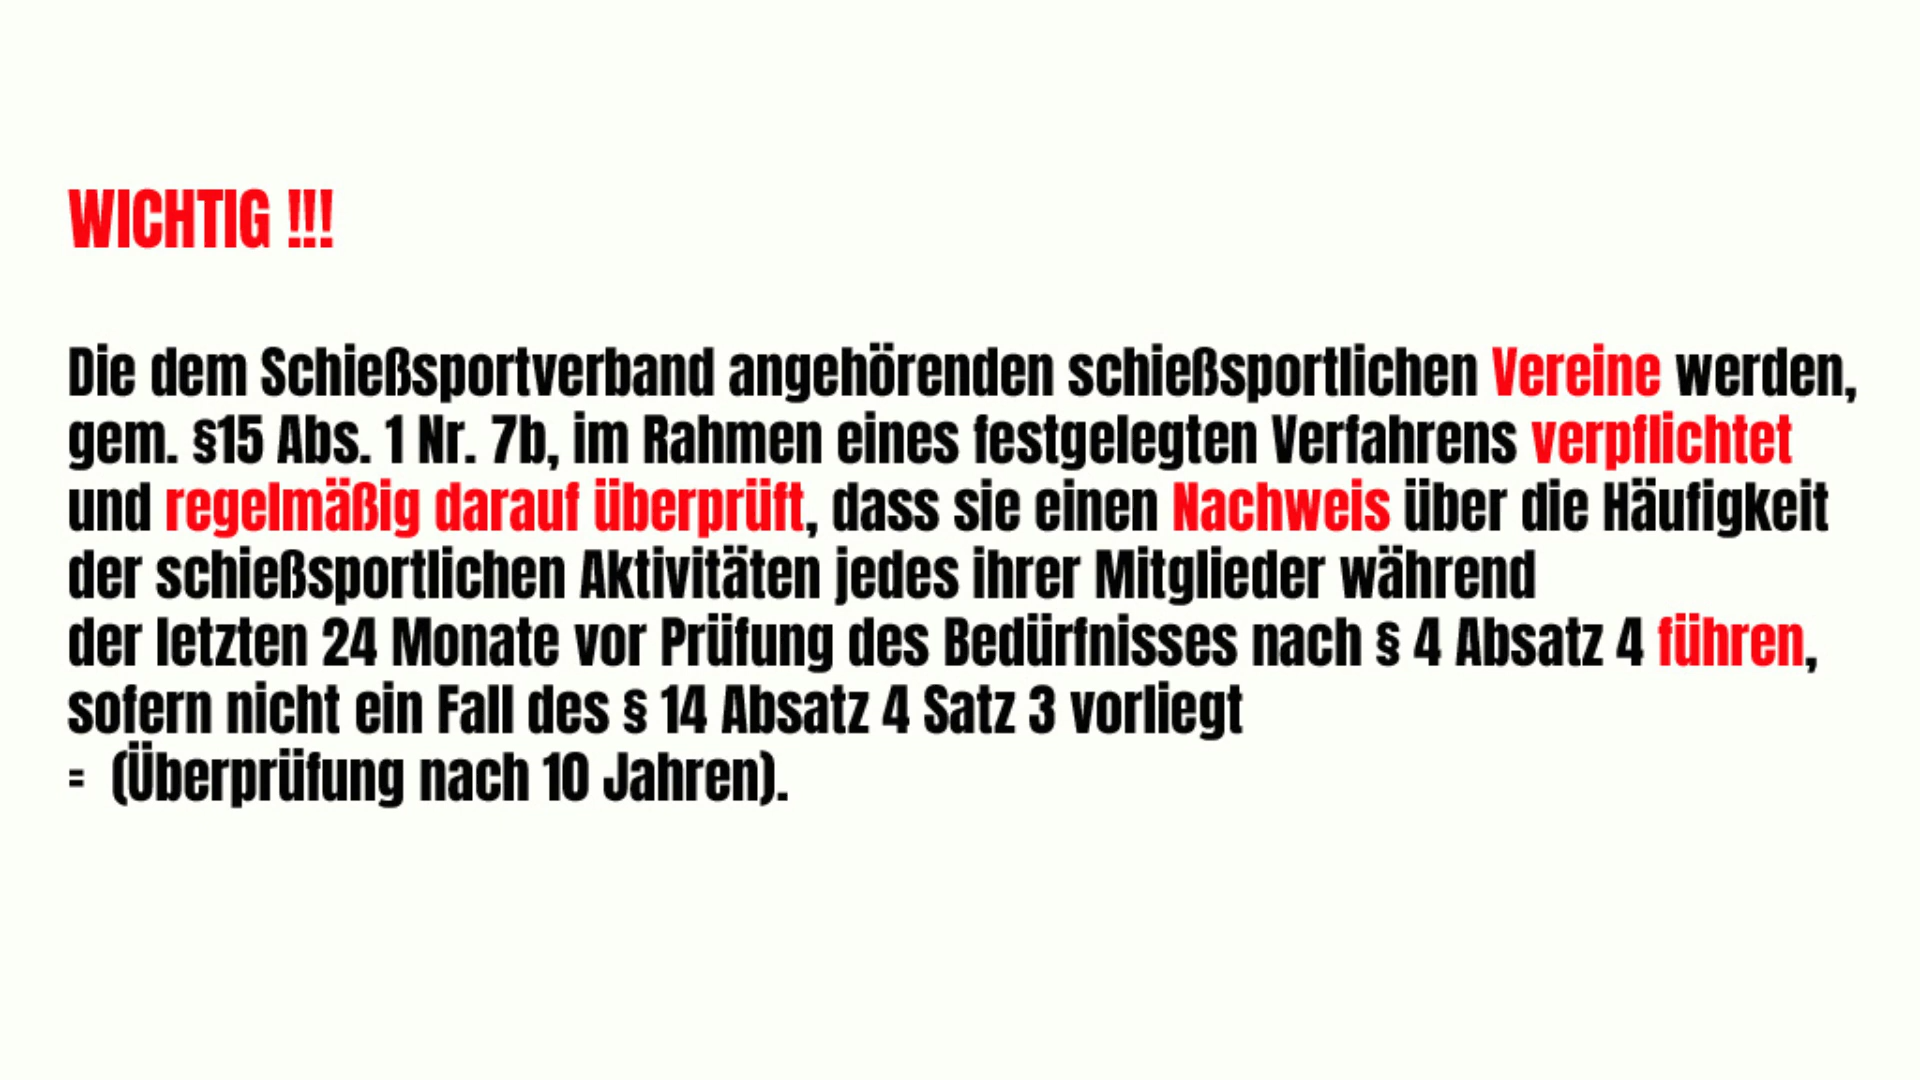 WICHTIG !!!
Die dem Schießsportverband angehörenden schießsportlichen Vereine werden,
gem. §15 Abs. 1 Nr. 7b, im Rahmen eines festgelegten Verfahrens verpflichtet
und regelmäßig darauf überprüft, dass sie einen Nachweis über die Häufigkeit
der schießsportlichen Aktivitäten jedes ihrer Mitglieder während
der letzten 24 Monate vor Prüfung des Bedürfnisses nach § 4 Absatz 4 führen,
sofern nicht ein Fall des § 14 Absatz 4 Satz 3 vorliegt
= (Überprüfung nach 10 Jahren).